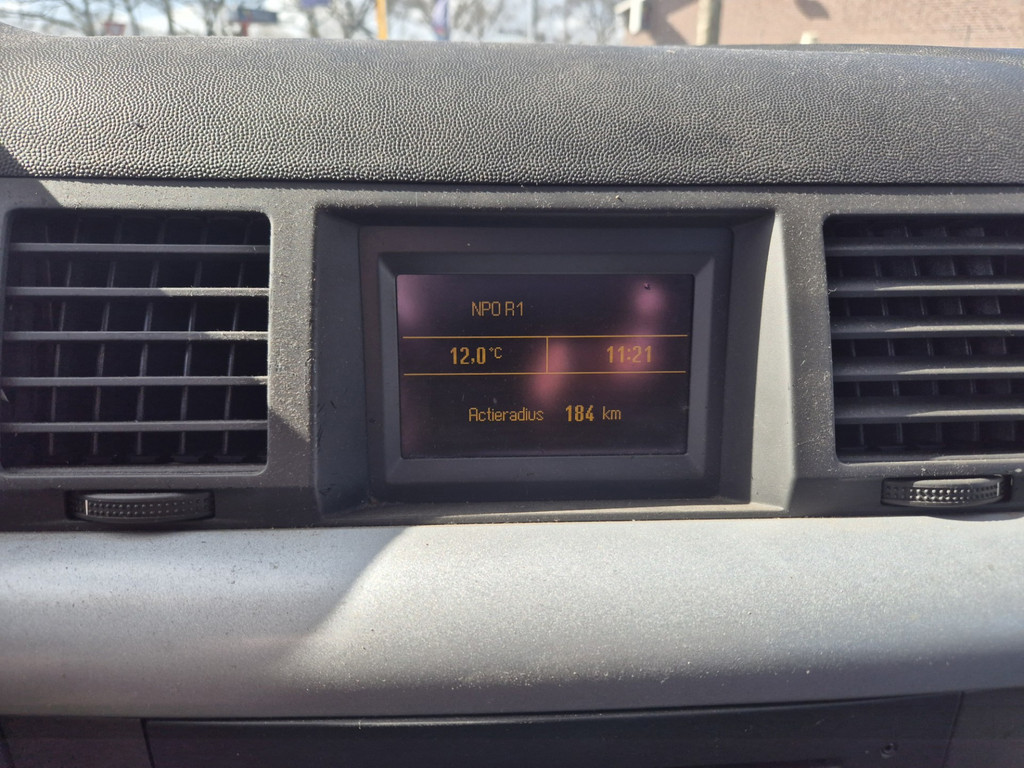 NPO R1
12,0°C 11:21
Actieradius 184 km